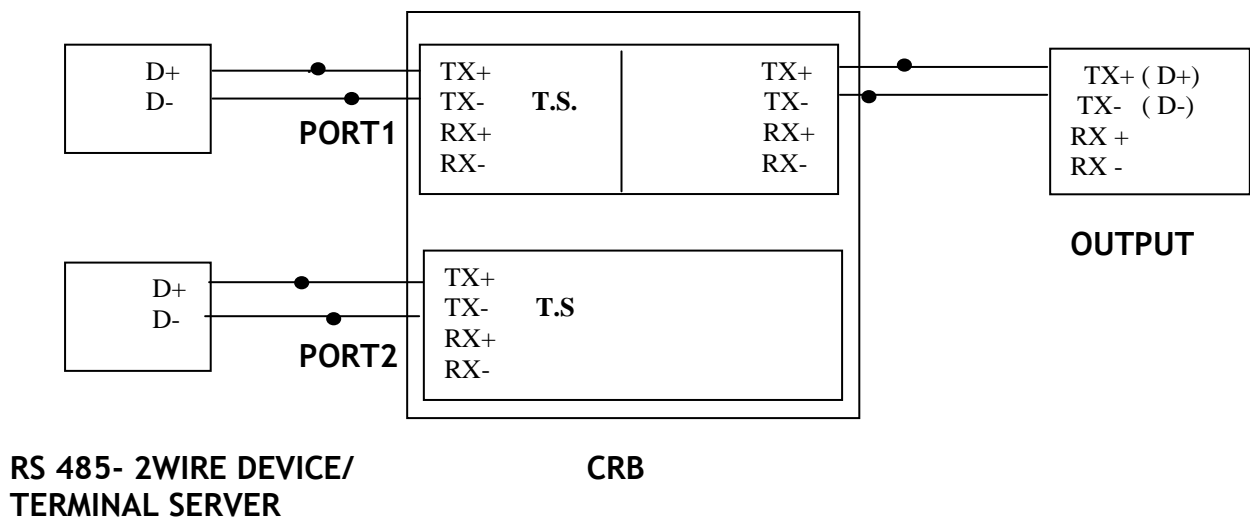 D+
D-
PORT1
TX+
TX- T.S.
RX+
RX-
TX+
TX-
RX+
RX-
TX+ ( D+)
TX- ( D-)
RX +
RX -
OUTPUT
D+
D-
PORT2
TX+
TX- T.S
RX+
RX-
RS 485- 2WIRE DEVICE/
TERMINAL SERVER
CRB